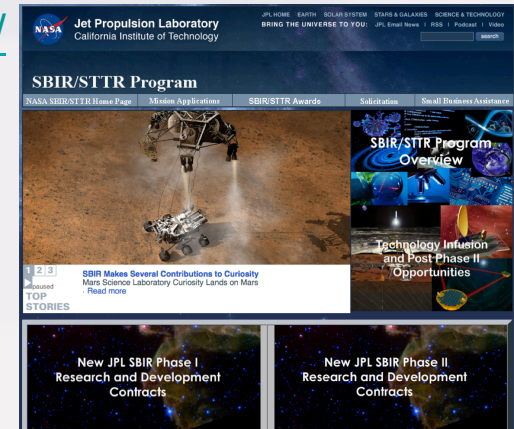 /
NASA
Jet Propulsion Laboratory
California Institute of Technology
JPL HOME EARTH SOLAR SYSTEM STARS & GALAXIES SCIENCE & TECHNOLOGY
BRING THE UNIVERSE TO YOU: JPL Email News | RSS | Podcast | Video
search
SBIR/STTR Program
NASA SBIR/STTR Home Page Mission Applications SBIR/STTR Awards Solicitation Small Business Assistance
SBIR/STTR Program
Overview
Technology Infusion
and Post Phase II
Opportunities
1 2 3
paused
TOP
STORIES
SBIR Makes Several Contributions to Curiosity
Mars Science Laboratory Curiosity Lands on Mars
› Read more
New JPL SBIR Phase I
Research and Development
Contracts
New JPL SBIR Phase II
Research and Development
Contracts